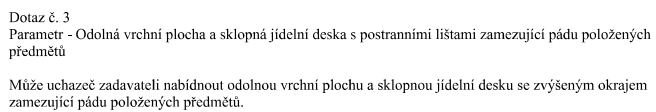 Dotaz č. 3
Parametr - Odolná vrchní plocha a sklopná jídelní deska s postranními lištami zamezující pádu položených
předmětů
Může uchazeč zadavateli nabídnout odolnou vrchní plochu a sklopnou jídelní desku se zvýšeným okrajem
zamezující pádu položených předmětů.